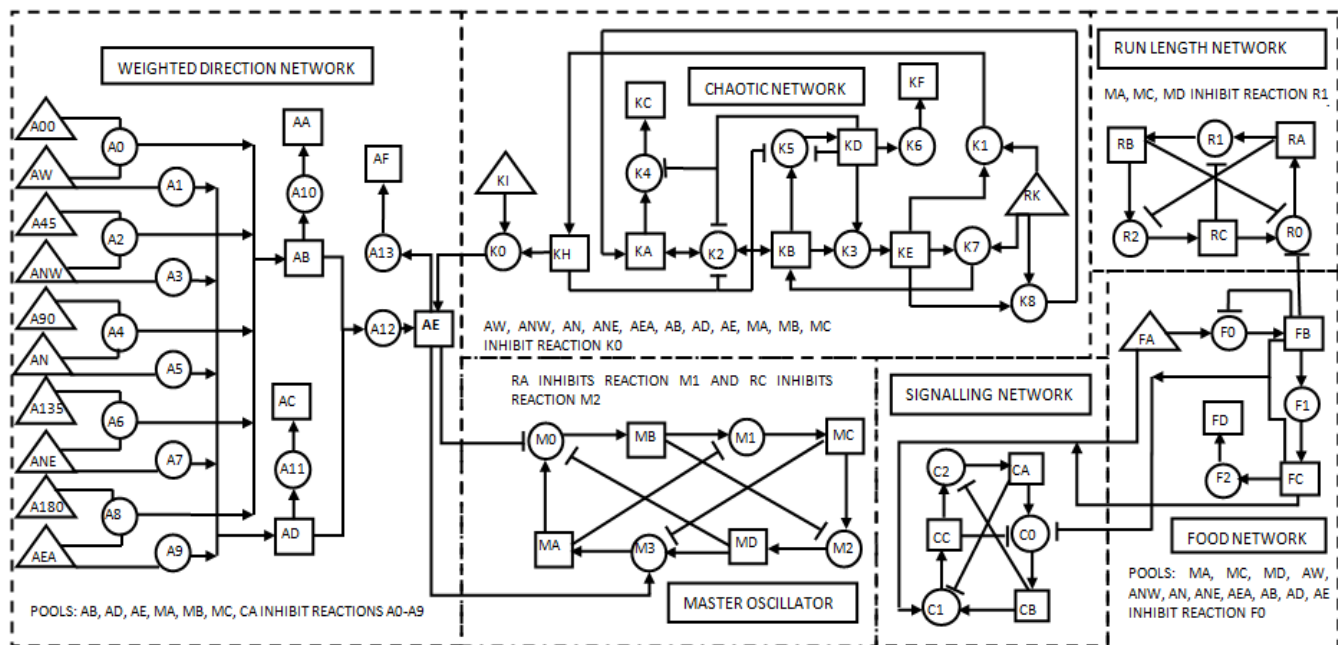 WEIGHTED DIRECTION NETWORK
A00
AW
A45
ANW
A90
AN
A135
ANE
A180
AEA
A0
A1
A2
A3
A4
A5
A6
A7
A8
A9
AA
A10
AB
AC
A11
AD
AF
A13
A12
AE
POOLS: AB, AD, AE, MA, MB, MC, CA INHIBIT REACTIONS A0-A9
CHAOTIC NETWORK
KI
K0
KH
KC
K4
KA
K2
K5
KB
KD
K3
K6
KF
KE
K1
K7
RK
K8
AW, ANW, AN, ANE, AEA, AB, AD, AE, MA, MB, MC
INHIBIT REACTION K0
RUN LENGTH NETWORK
MA, MC, MD INHIBIT REACTION R1
RB
R1
RA
R2
RC
R0
RA INHIBITS REACTION M1 AND RC INHIBITS
REACTION M2
M0
MB
M1
MC
MA
M3
MD
M2
MASTER OSCILLATOR
SIGNALLING NETWORK
C2
CA
CC
C0
C1
CB
FA
F0
FB
F1
FD
F2
FC
FOOD NETWORK
POOLS: MA, MC, MD, AW,
ANW, AN, ANE, AEA, AB, AD, AE
INHIBIT REACTION F0